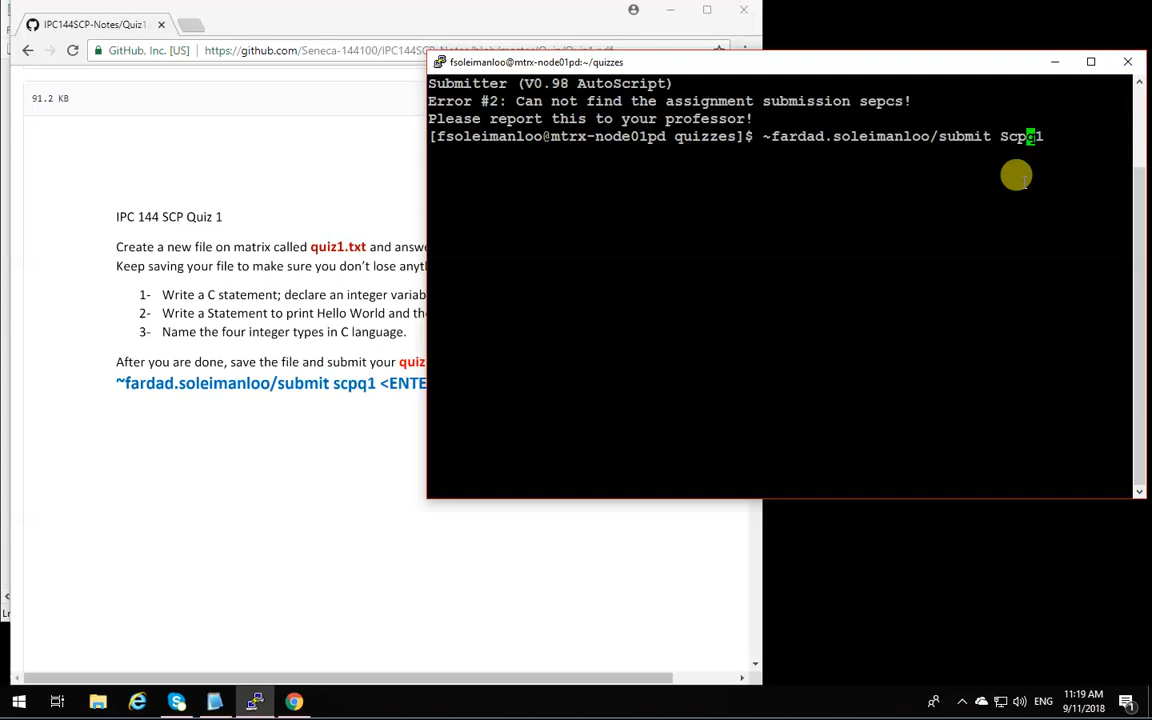 IPC144SCP-Notes/Quiz1
GitHub, Inc. [US]
https://github.com/Seneca-144100/IPC144SCP-Notes/blob/master/Quiz/Quiz1.pdf
91.2 KB
IPC 144 SCP Quiz 1
Create a new file on matrix called quiz1.txt and answ
Keep saving your file to make sure you don't lose anyt
1- Write a C statement; declare an integer variab
2- Write a Statement to print Hello World and the
3- Name the four integer types in C language.
After you are done, save the file and submit your quiz
~fardad.soleimanloo/submit scpq1 <ENTE
fsoleimanloo@mtrx-node01pd:~/quizzes
Submitter (V0.98 AutoScript)
Error #2: Can not find the assignment submission sepcs!
Please report this to your professor!
[fsoleimanloo@mtrx-node01pd quizzes]$ ~fardad.soleimanloo/submit Scpq1
Ln
ENG
11:19 AM
9/11/2018
1